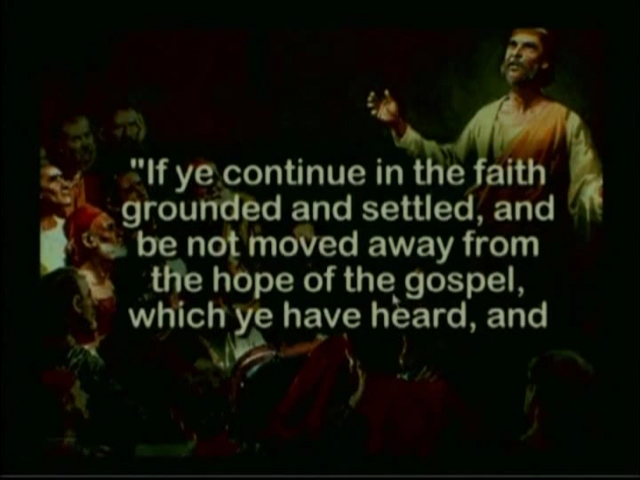 "If ye continue in the faith
grounded and settled, and
be not moved away from
the hope of the gospel,
which ye have heard, and